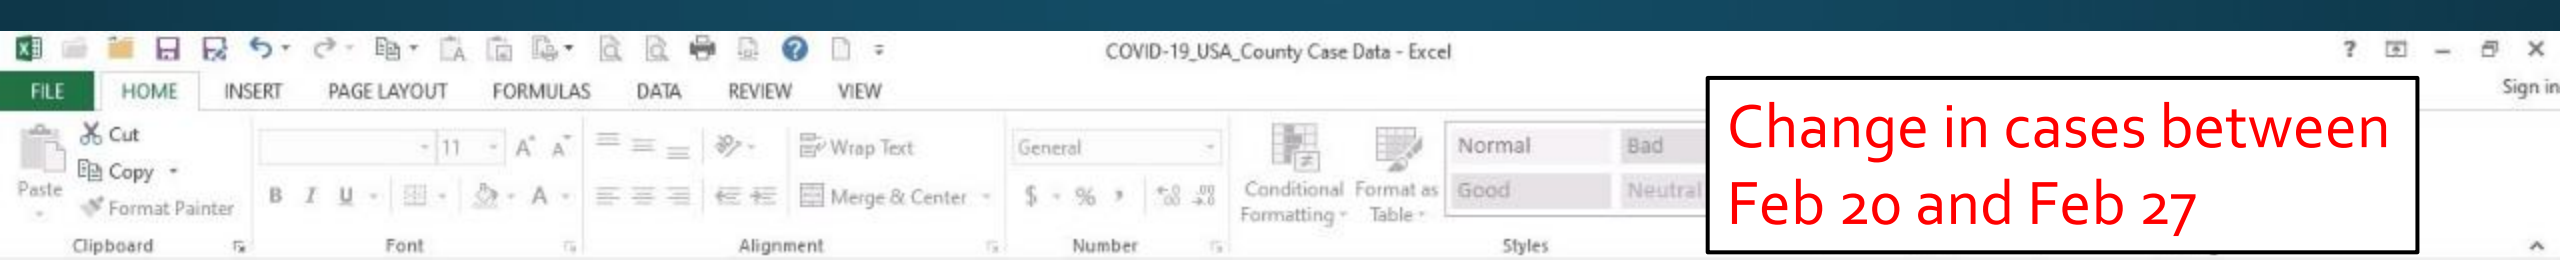 COVID-19_USA_County Case Data - Excel
FILE HOME INSERT PAGE LAYOUT FORMULAS DATA REVIEW VIEW Sign in
Change in cases between
Feb 20 and Feb 27
Cut
Copy
Format Painter
Paste
Clipboard
11 A A
B I U A
Font
Wrap Text
Merge & Center
Alignment
General
$ % ,
Number
Conditional
Formatting
Format as
Table
Normal Bad
Good Neutral
Styles